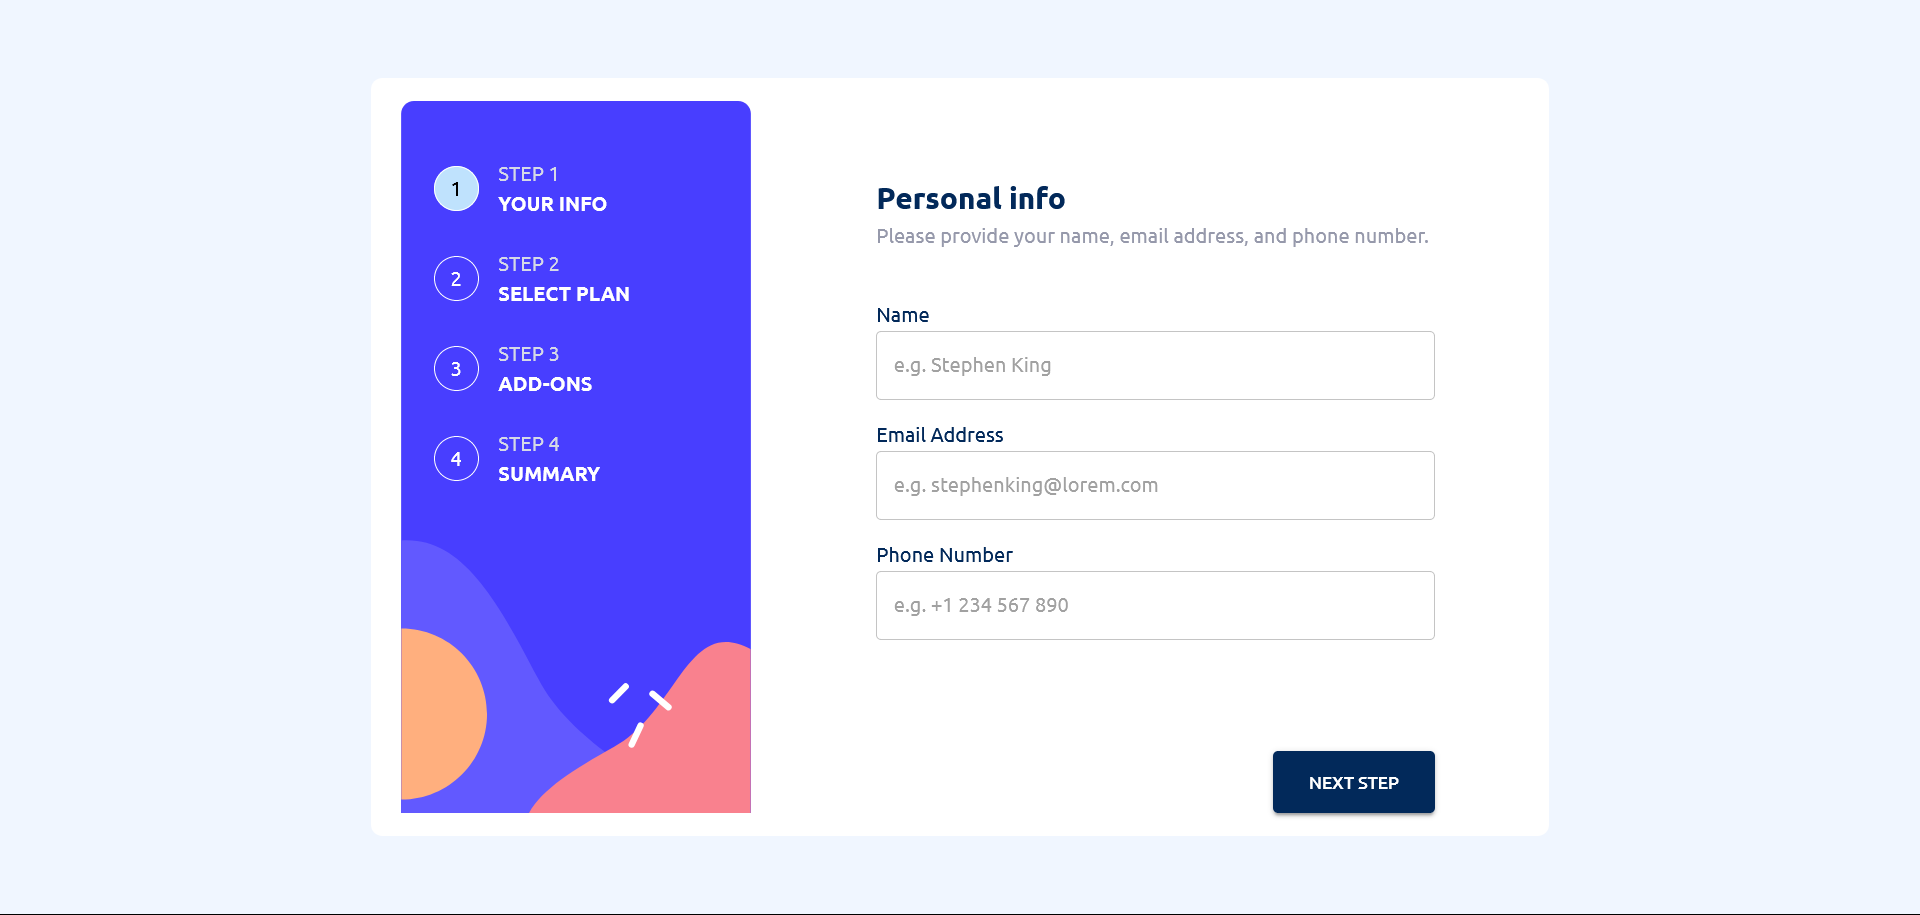 1
STEP 1
YOUR INFO
2
STEP 2
SELECT PLAN
3
STEP 3
ADD-ONS
4
STEP 4
SUMMARY
Personal info
Please provide your name, email address, and phone number.
Name
e.g. Stephen King
Email Address
e.g. stephenking@lorem.com
Phone Number
e.g. +1 234 567 890
NEXT STEP